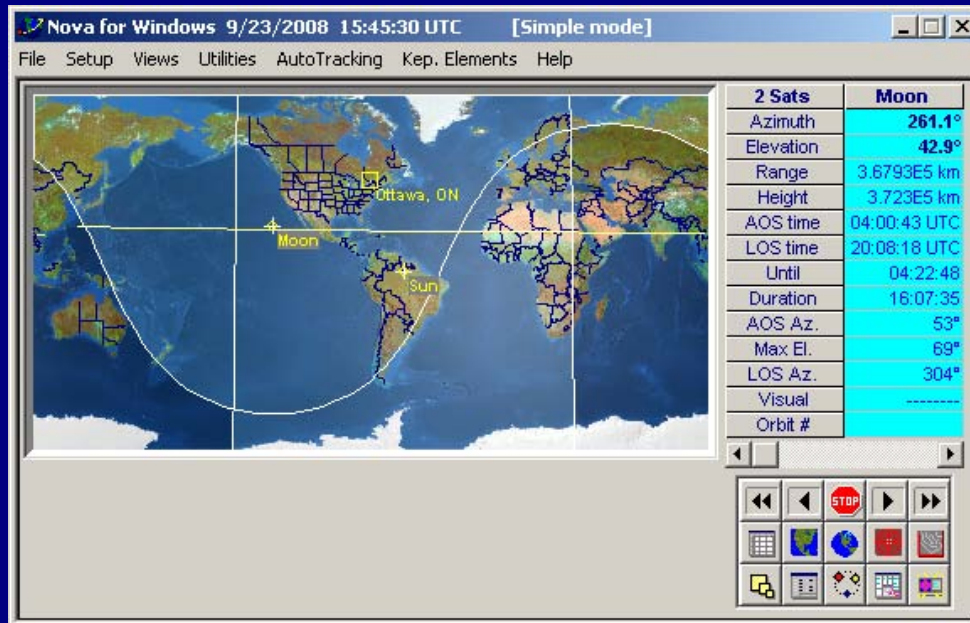 Nova for Windows 9/23/2008 15:45:30 UTC [Simple mode]
File Setup Views Utilities AutoTracking Kep. Elements Help
2 Sats Moon
Azimuth 261.1°
Elevation 42.9°
Range 3.6793E5 km
Height 3.723E5 km
AOS time 04:00:43 UTC
LOS time 20:08:18 UTC
Until 04:22:48
Duration 16:07:35
AOS Az. 53°
Max El. 69°
LOS Az. 304°
Visual --------
Orbit #
Ottawa, ON
Moon
Sun
STOP